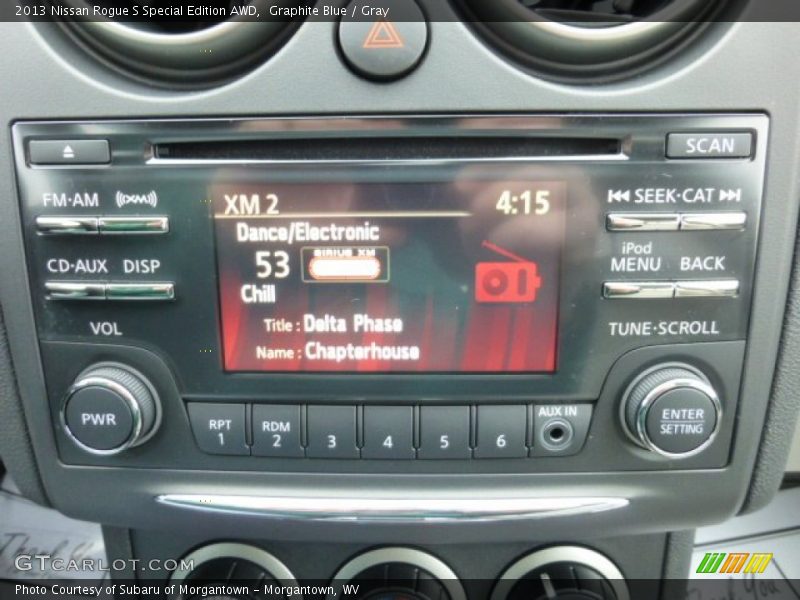 2013 Nissan Rogue S Special Edition AWD,  Graphite Blue / Gray
SCAN
FM·AM
SEEK·CAT
XM 2
4:15
Dance/Electronic
53
SIRIUS XM
Chill
Title : Delta Phase
Name : Chapterhouse
CD·AUX DISP
iPod
MENU BACK
VOL
TUNE·SCROLL
PWR
RPT
1
RDM
2
3
4
5
6
AUX IN
ENTER
SETTING
GTCARLOT.COM
Photo Courtesy of Subaru of Morgantown - Morgantown, WV